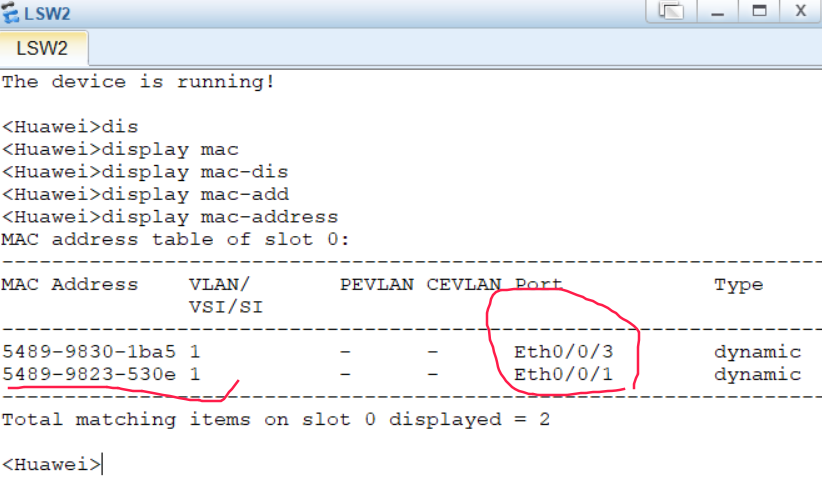 LSW2
X
LSW2
The device is running!
<Huawei>dis
<Huawei>display mac
<Huawei>display mac-dis
<Huawei>display mac-add
<Huawei>display mac-address
MAC address table of slot 0:
-------------------------------------------------------------------------------
MAC Address    VLAN/       PEVLAN CEVLAN Port            Type
               VSI/SI
-------------------------------------------------------------------------------
5489-9830-1ba5 1           -      -      Eth0/0/3        dynamic
5489-9823-530e 1           -      -      Eth0/0/1        dynamic
-------------------------------------------------------------------------------
Total matching items on slot 0 displayed = 2
<Huawei>